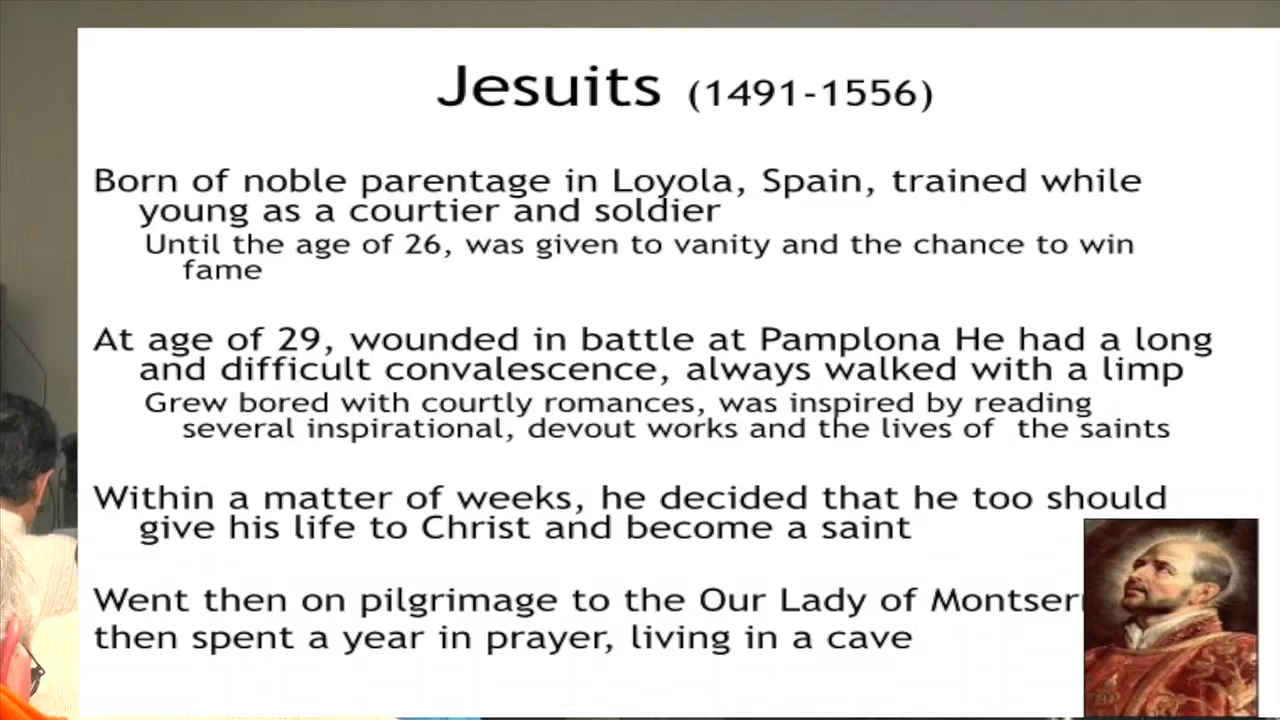 Jesuits (1491-1556)
Born of noble parentage in Loyola, Spain, trained while
young as a courtier and soldier
Until the age of 26, was given to vanity and the chance to win
fame
At age of 29, wounded in battle at Pamplona He had a long
and difficult convalescence, always walked with a limp
Grew bored with courtly romances, was inspired by reading
several inspirational, devout works and the lives of the saints
Within a matter of weeks, he decided that he too should
give his life to Christ and become a saint
Went then on pilgrimage to the Our Lady of
then spent a year in prayer, living in a cave